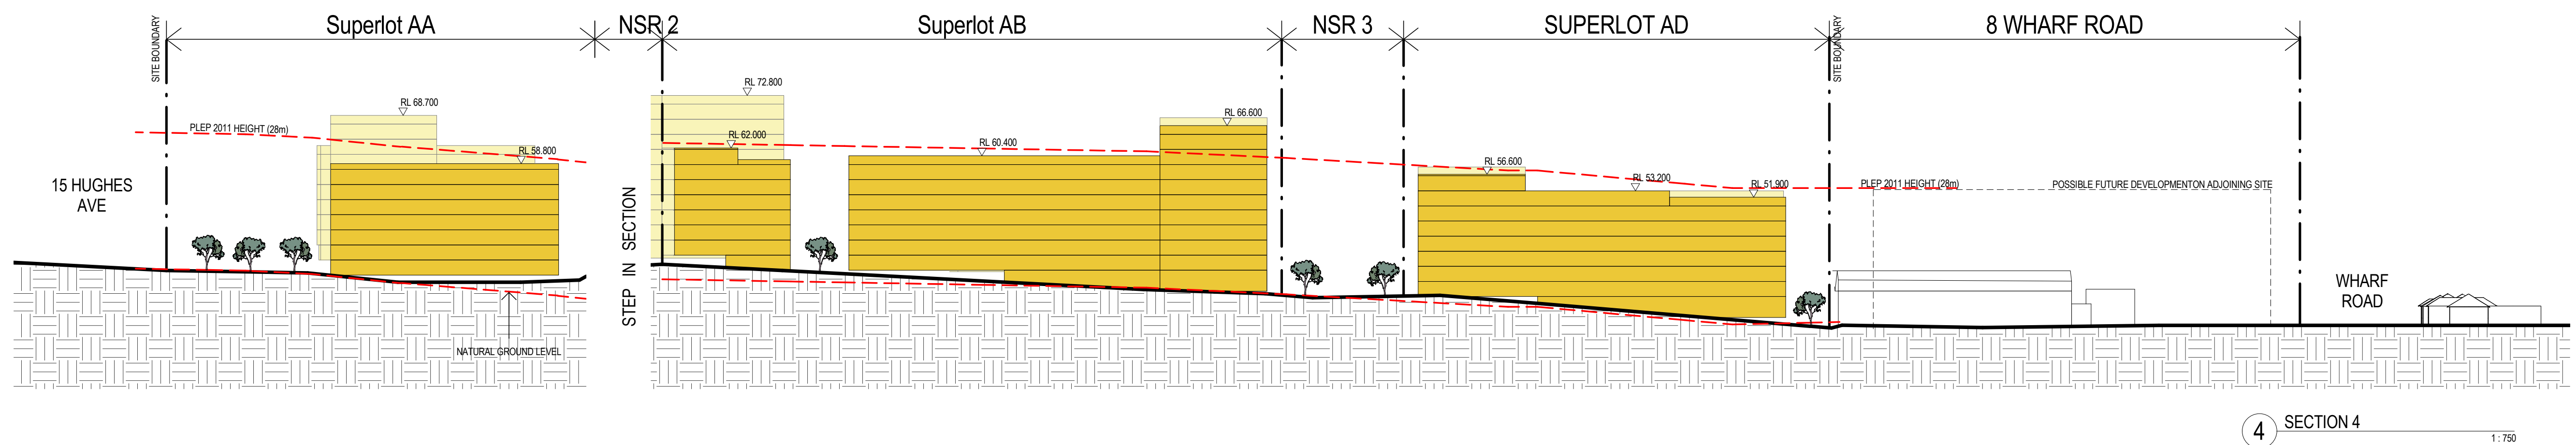 Superlot AA
NSR 2
Superlot AB
NSR 3
SUPERLOT AD
8 WHARF ROAD
SITE BOUNDARY
SITE BOUNDARY
RL 72.800
RL 68.700
RL 66.600
PLEP 2011 HEIGHT (28m)
RL 62.000
RL 60.400
RL 58.800
RL 56.600
RL 53.200
RL 51.900
PLEP 2011 HEIGHT (28m)
POSSIBLE FUTURE DEVELOPMENTON ADJOINING SITE
15 HUGHES
AVE
STEP IN SECTION
WHARF
ROAD
NATURAL GROUND LEVEL
4
SECTION 4
1 : 750